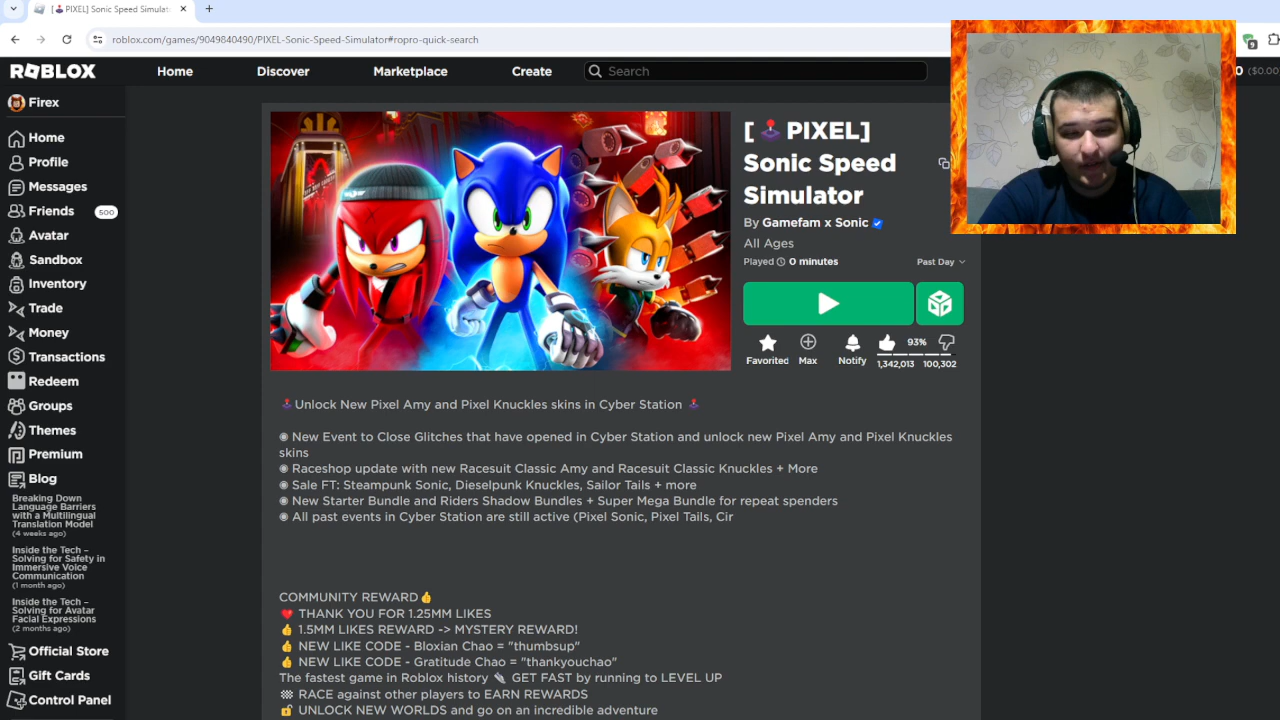 [ PIXEL] Sonic Speed Simulat
roblox.com/games/9049840490/PIXEL-Sonic-Speed-Simulator#ropro-quick-search
9
ROBLOX
Home
Discover
Marketplace
Create
Search
0 ($0.00
Firex
Home
Profile
Messages
Friends
500
Avatar
Sandbox
Inventory
Trade
Money
Transactions
Redeem
Groups
Themes
Premium
Blog
Breaking Down
Language Barriers
with a Multilingual
Translation Model
(4 weeks ago)
Inside the Tech –
Solving for Safety in
Immersive Voice
Communication
(1 month ago)
Inside the Tech –
Solving for Avatar
Facial Expressions
(2 months ago)
Official Store
Gift Cards
Control Panel
[🕹️PIXEL]
Sonic Speed
Simulator
By Gamefam x Sonic
All Ages
Played 0 minutes
Past Day
Favorited
Max
Notify
93%
1,342,013
100,302
🕹️Unlock New Pixel Amy and Pixel Knuckles skins in Cyber Station 🕹️
◉ New Event to Close Glitches that have opened in Cyber Station and unlock new Pixel Amy and Pixel Knuckles
skins
◉ Raceshop update with new Racesuit Classic Amy and Racesuit Classic Knuckles + More
◉ Sale FT: Steampunk Sonic, Dieselpunk Knuckles, Sailor Tails + more
◉ New Starter Bundle and Riders Shadow Bundles + Super Mega Bundle for repeat spenders
◉ All past events in Cyber Station are still active (Pixel Sonic, Pixel Tails, Cir
COMMUNITY REWARD👍
❤️ THANK YOU FOR 1.25MM LIKES
👍 1.5MM LIKES REWARD -> MYSTERY REWARD!
👍 NEW LIKE CODE - Bloxian Chao = "thumbsup"
👍 NEW LIKE CODE - Gratitude Chao = "thankyouchao"
The fastest game in Roblox history 👟 GET FAST by running to LEVEL UP
🏁 RACE against other players to EARN REWARDS
🔓 UNLOCK NEW WORLDS and go on an incredible adventure